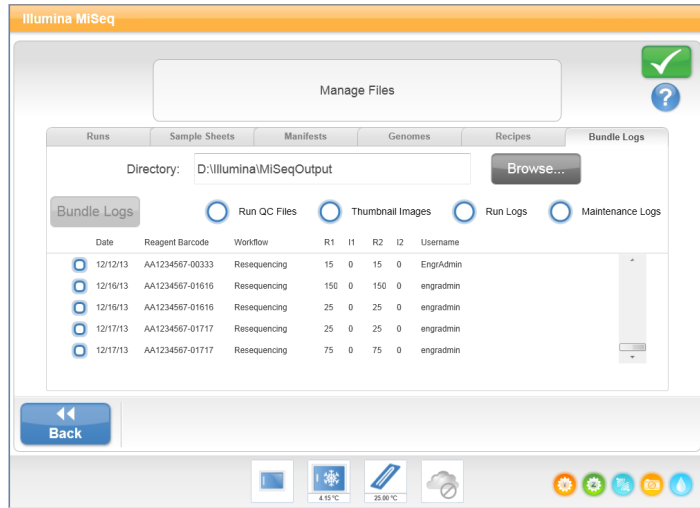 Illumina MiSeq
Manage Files
Runs Sample Sheets Manifests Genomes Recipes Bundle Logs
Directory: D:\Illumina\MiSeqOutput Browse...
Bundle Logs Run QC Files Thumbnail Images Run Logs Maintenance Logs
Date Reagent Barcode Workflow R1 I1 R2 I2 Username
12/12/13 AA1234567-00333 Resequencing 15 0 15 0 EngrAdmin
12/16/13 AA1234567-01616 Resequencing 150 0 150 0 engradmin
12/16/13 AA1234567-01616 Resequencing 25 0 25 0 engradmin
12/17/13 AA1234567-01717 Resequencing 25 0 25 0 engradmin
12/17/13 AA1234567-01717 Resequencing 75 0 75 0 engradmin
Back
4.15 °C 25.00 °C